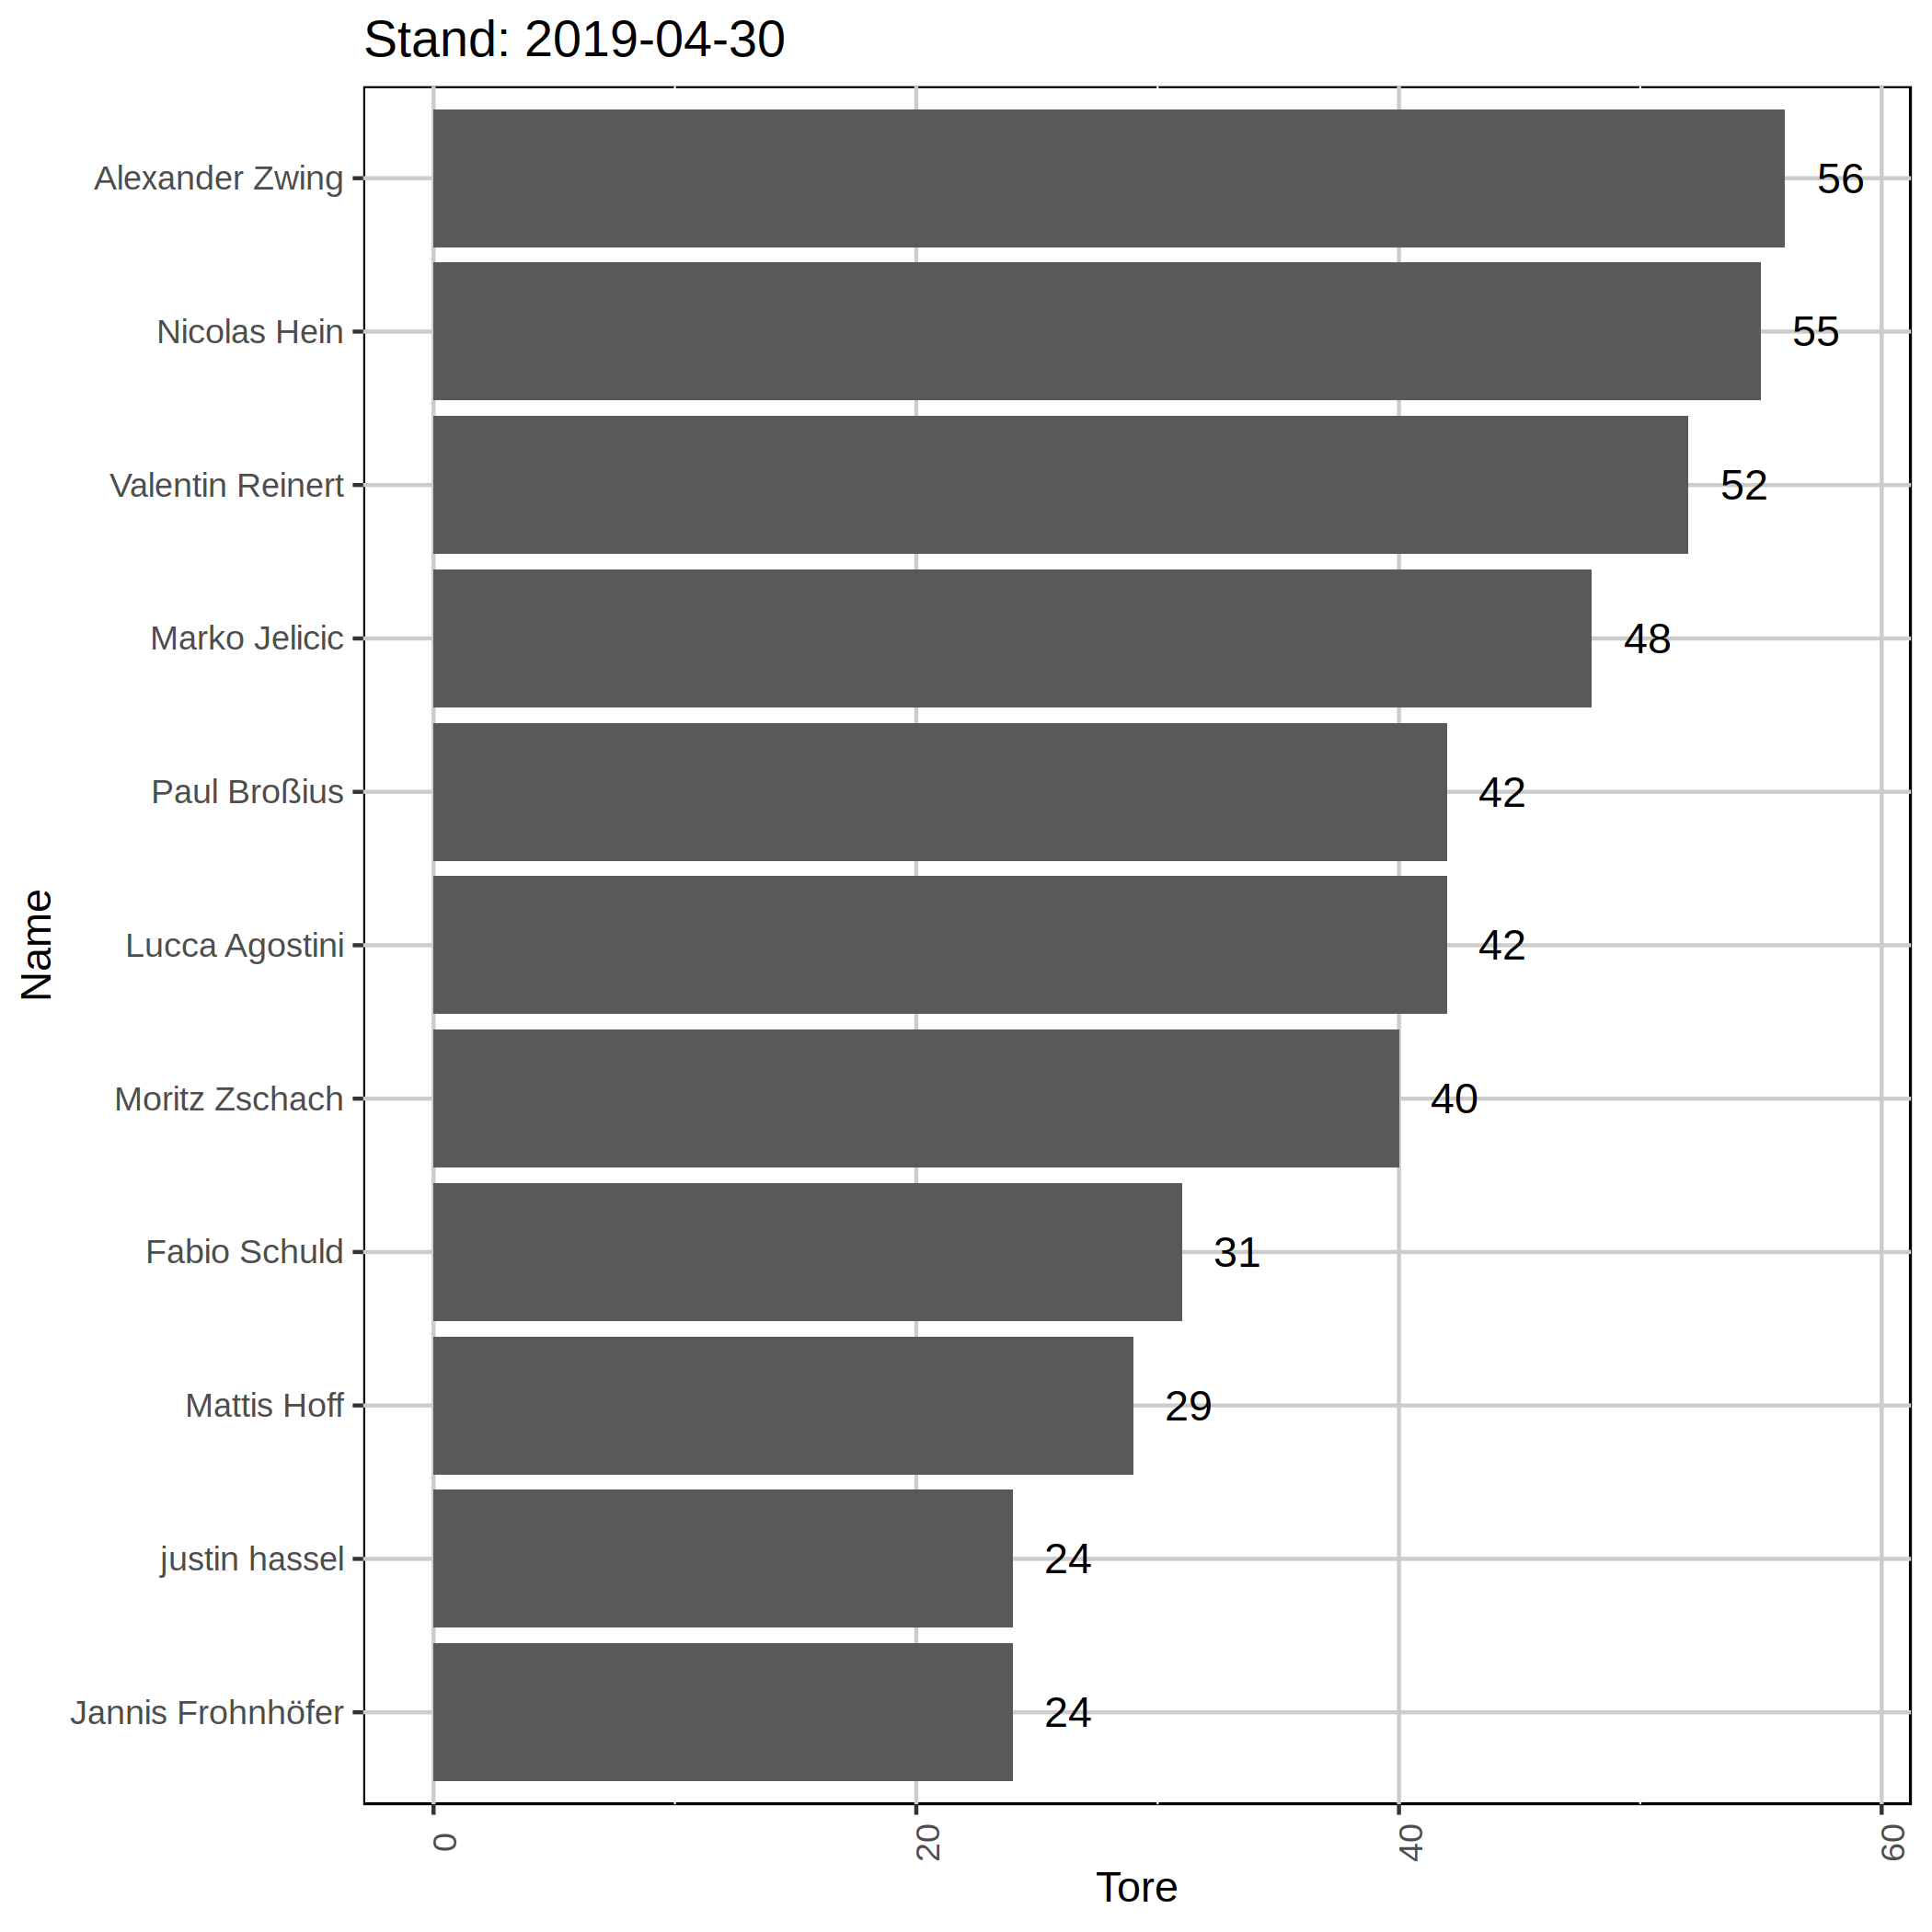 Stand: 2019-04-30
Alexander Zwing 56
Nicolas Hein 55
Valentin Reinert 52
Marko Jelicic 48
Paul Broßius 42
Lucca Agostini 42
Moritz Zschach 40
Fabio Schuld 31
Mattis Hoff 29
justin hassel 24
Jannis Frohnhöfer 24
Name
0 20 40 60
Tore